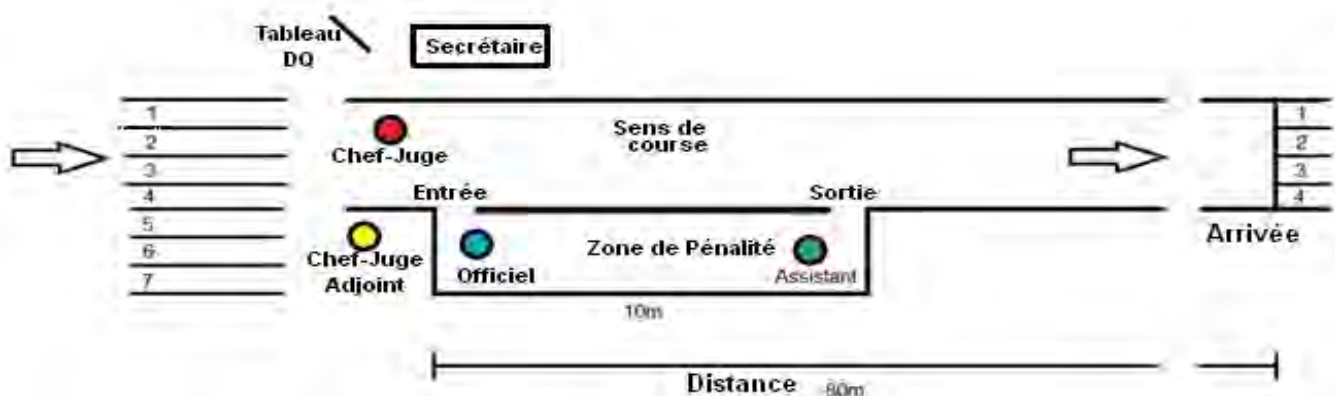 Tableau
DQ
Secrétaire
1
2
3
4
5
6
7
Chef-Juge
Sens de
course
Entrée
Sortie
1
2
3
4
Arrivée
Chef-Juge
Adjoint
Officiel
Zone de Pénalité
Assistant
10m
Distance